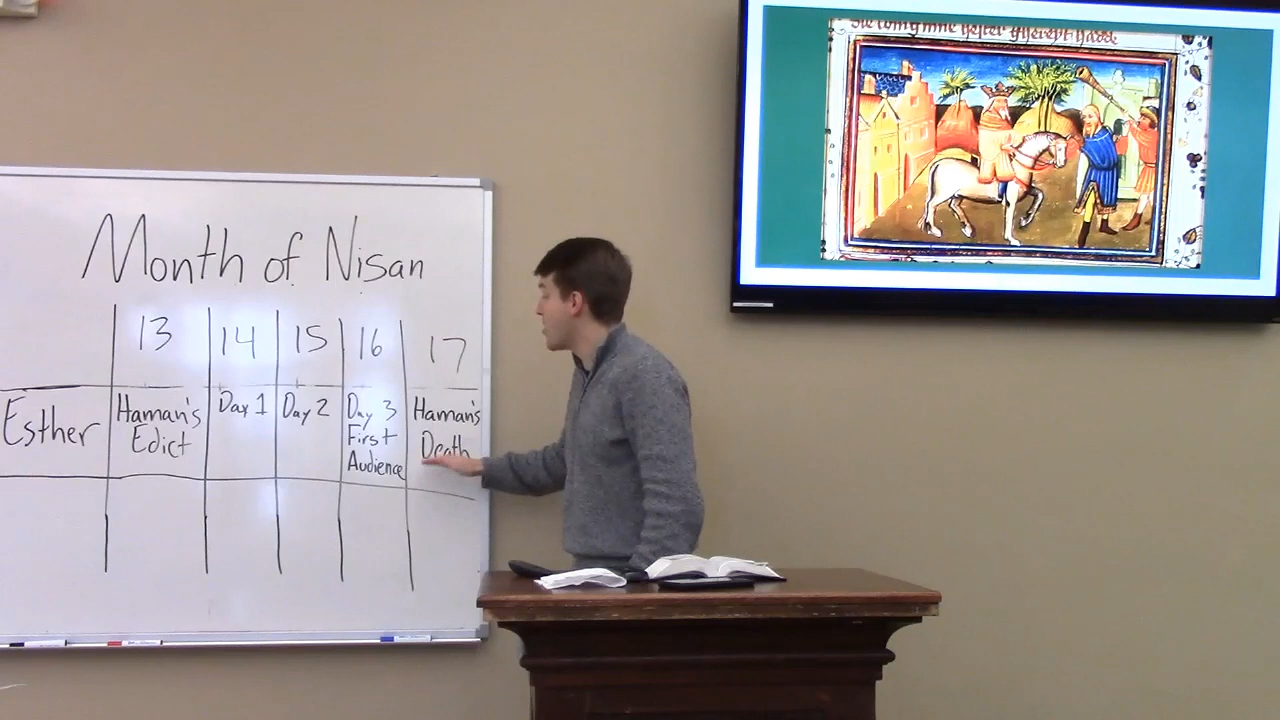 Month of Nisan
13 14 15 16 17
Esther
Haman's Edict
Day 1
Day 2
Day 3
First
Audience
Haman's
Death